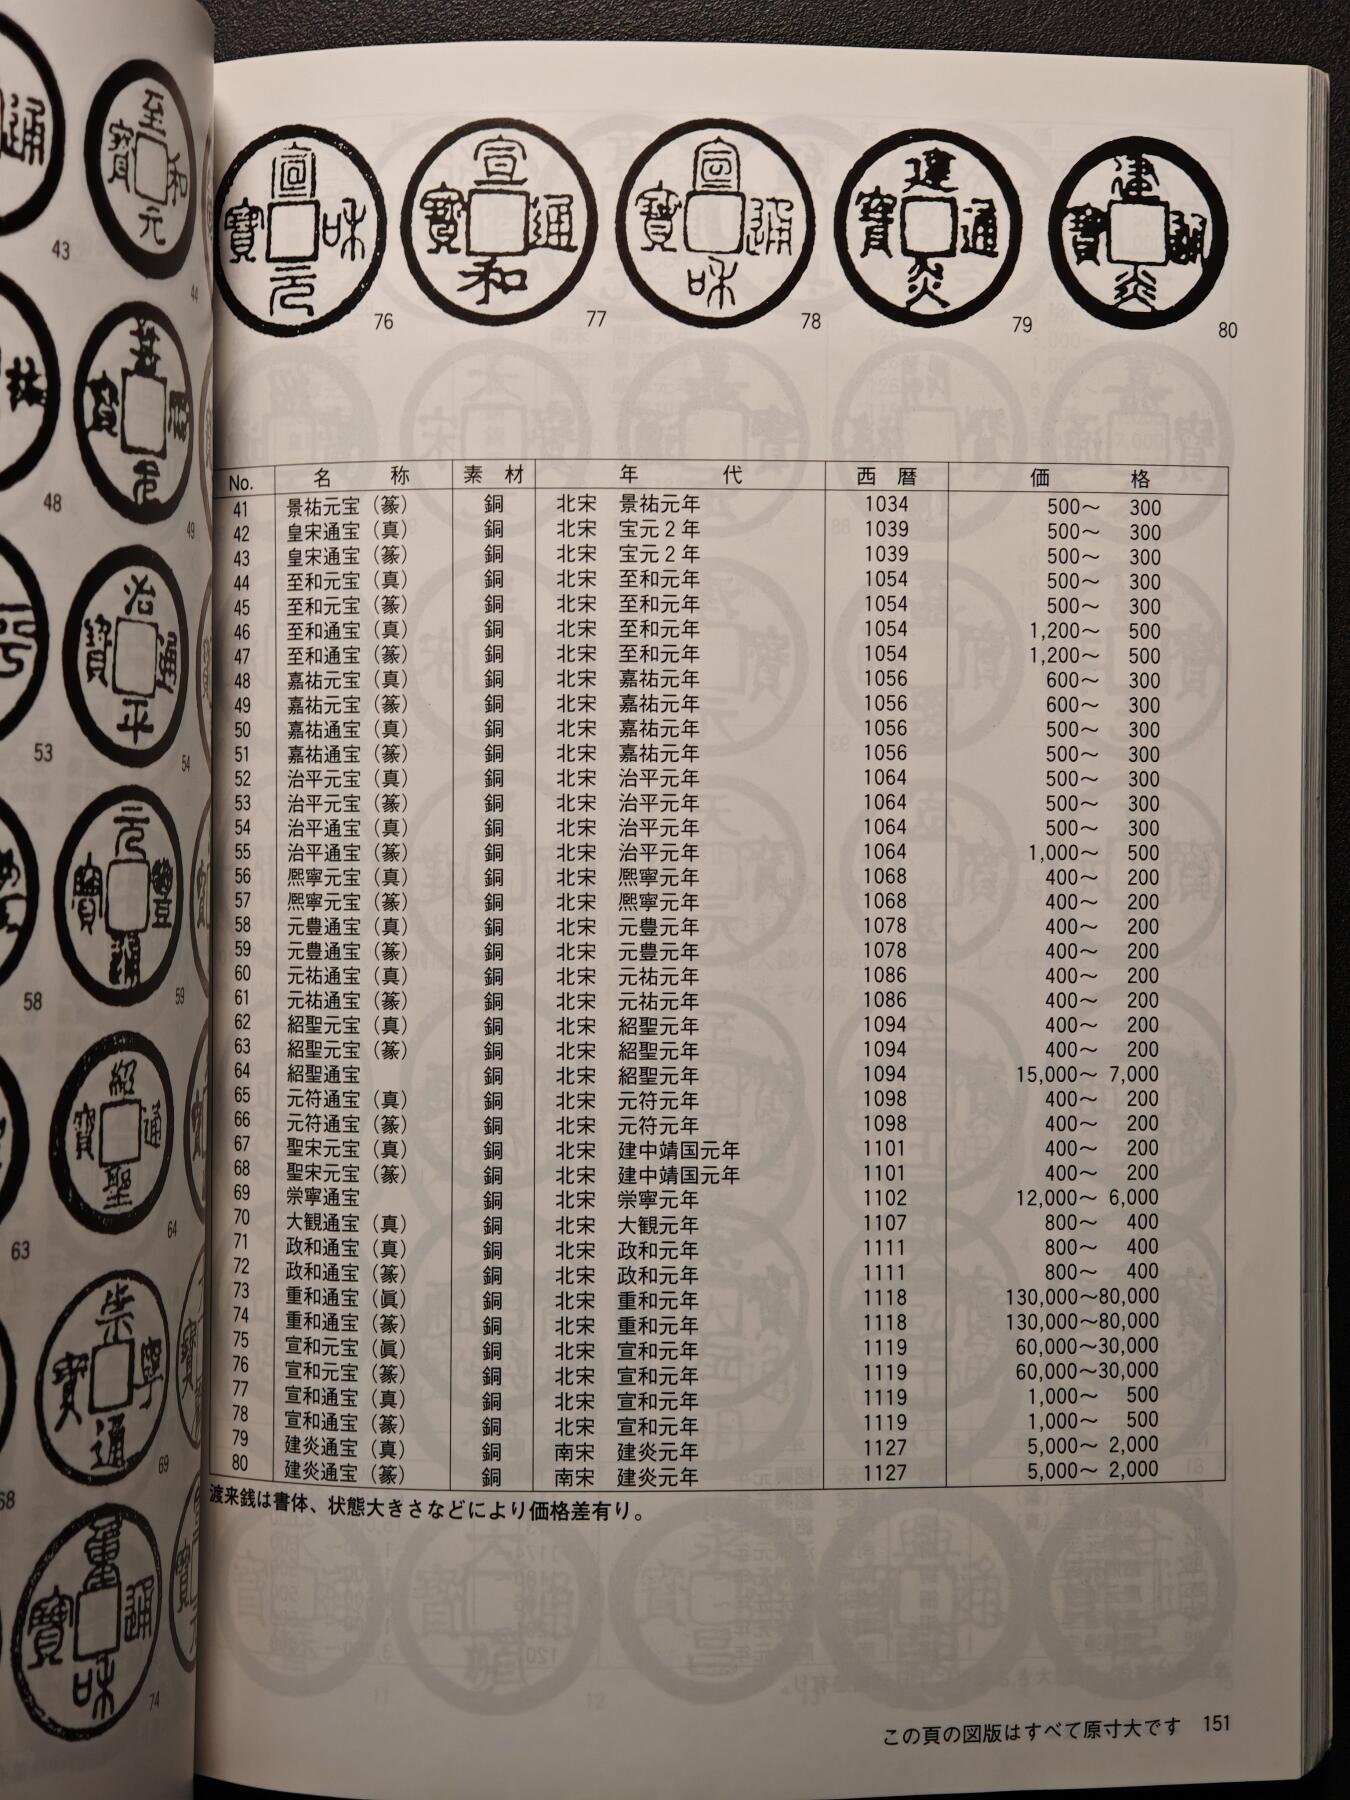 43
44
48
49
53
54
58
59
63
64
68
69
74
76
77
78
79
80
No. 名 称 素 材 年 代 西 暦 価 格
41 景祐元宝（篆） 銅 北宋 景祐元年 1034 500〜 300
42 皇宋通宝（真） 銅 北宋 宝元2年 1039 500〜 300
43 皇宋通宝（篆） 銅 北宋 宝元2年 1039 500〜 300
44 至和元宝（真） 銅 北宋 至和元年 1054 500〜 300
45 至和元宝（篆） 銅 北宋 至和元年 1054 500〜 300
46 至和通宝（真） 銅 北宋 至和元年 1054 1,200〜 500
47 至和通宝（篆） 銅 北宋 至和元年 1054 1,200〜 500
48 嘉祐元宝（真） 銅 北宋 嘉祐元年 1056 600〜 300
49 嘉祐元宝（篆） 銅 北宋 嘉祐元年 1056 600〜 300
50 嘉祐通宝（真） 銅 北宋 嘉祐元年 1056 500〜 300
51 嘉祐通宝（篆） 銅 北宋 嘉祐元年 1056 500〜 300
52 治平元宝（真） 銅 北宋 治平元年 1064 500〜 300
53 治平元宝（篆） 銅 北宋 治平元年 1064 500〜 300
54 治平通宝（真） 銅 北宋 治平元年 1064 500〜 300
55 治平通宝（篆） 銅 北宋 治平元年 1064 1,000〜 500
56 熈寧元宝（真） 銅 北宋 熈寧元年 1068 400〜 200
57 熈寧元宝（篆） 銅 北宋 熈寧元年 1068 400〜 200
58 元豊通宝（真） 銅 北宋 元豊元年 1078 400〜 200
59 元豊通宝（篆） 銅 北宋 元豊元年 1078 400〜 200
60 元祐通宝（真） 銅 北宋 元祐元年 1086 400〜 200
61 元祐通宝（篆） 銅 北宋 元祐元年 1086 400〜 200
62 紹聖元宝（真） 銅 北宋 紹聖元年 1094 400〜 200
63 紹聖元宝（篆） 銅 北宋 紹聖元年 1094 400〜 200
64 紹聖通宝 銅 北宋 紹聖元年 1094 15,000〜 7,000
65 元符通宝（真） 銅 北宋 元符元年 1098 400〜 200
66 元符通宝（篆） 銅 北宋 元符元年 1098 400〜 200
67 聖宋元宝（真） 銅 北宋 建中靖国元年 1101 400〜 200
68 聖宋元宝（篆） 銅 北宋 建中靖国元年 1101 400〜 200
69 崇寧通宝 銅 北宋 崇寧元年 1102 12,000〜 6,000
70 大観通宝（真） 銅 北宋 大観元年 1107 800〜 400
71 政和通宝（真） 銅 北宋 政和元年 1111 800〜 400
72 政和通宝（篆） 銅 北宋 政和元年 1111 800〜 400
73 重和通宝（眞） 銅 北宋 重和元年 1118 130,000〜80,000
74 重和通宝（篆） 銅 北宋 重和元年 1118 130,000〜80,000
75 宣和元宝（眞） 銅 北宋 宣和元年 1119 60,000〜30,000
76 宣和元宝（篆） 銅 北宋 宣和元年 1119 60,000〜30,000
77 宣和通宝（真） 銅 北宋 宣和元年 1119 1,000〜 500
78 宣和通宝（篆） 銅 北宋 宣和元年 1119 1,000〜 500
79 建炎通宝（真） 銅 南宋 建炎元年 1127 5,000〜 2,000
80 建炎通宝（篆） 銅 南宋 建炎元年 1127 5,000〜 2,000
渡来銭は書体、状態大きさなどにより価格差有り。
この頁の図版はすべて原寸大です 151